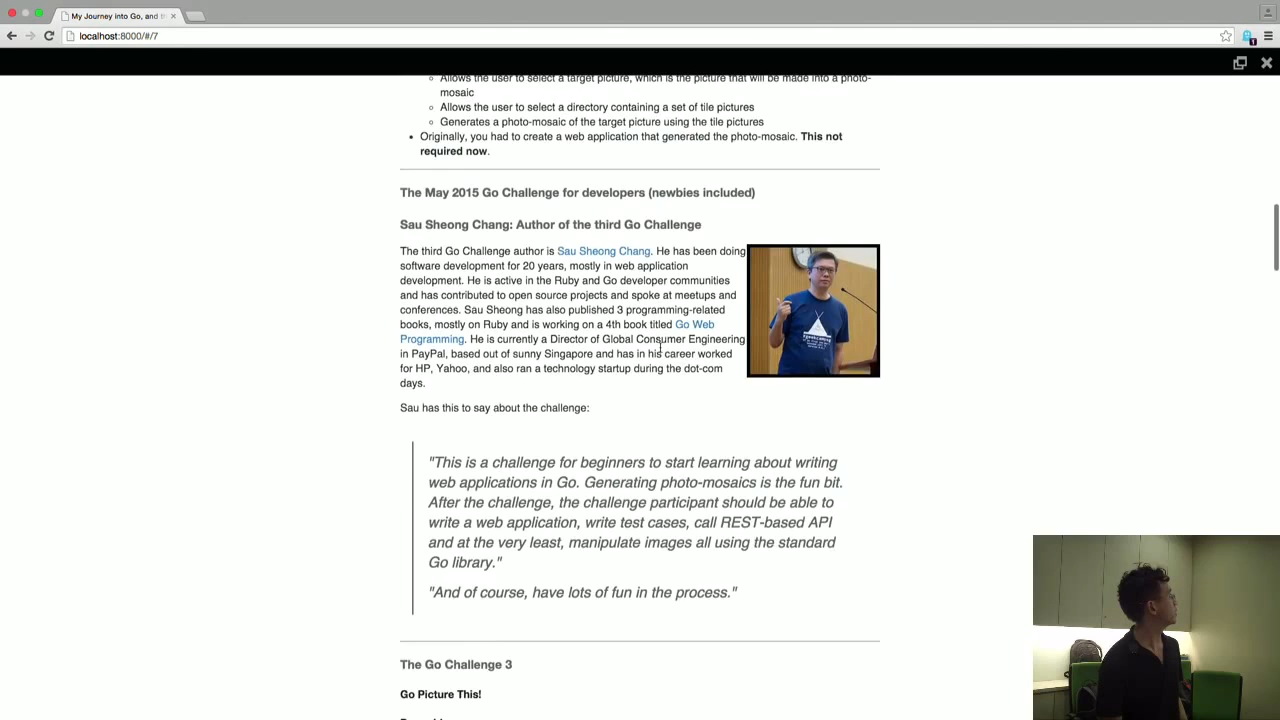 My Journey into Go, and th
localhost:8000/#/7
Allows the user to select a target picture, which is the picture that will be made into a photo-
mosaic
Allows the user to select a directory containing a set of tile pictures
Generates a photo-mosaic of the target picture using the tile pictures
Originally, you had to create a web application that generated the photo-mosaic. This not
required now.
The May 2015 Go Challenge for developers (newbies included)
Sau Sheong Chang: Author of the third Go Challenge
The third Go Challenge author is Sau Sheong Chang. He has been doing
software development for 20 years, mostly in web application
development. He is active in the Ruby and Go developer communities
and has contributed to open source projects and spoke at meetups and
conferences. Sau Sheong has also published 3 programming-related
books, mostly on Ruby and is working on a 4th book titled Go Web
Programming. He is currently a Director of Global Consumer Engineering
in PayPal, based out of sunny Singapore and has in his career worked
for HP, Yahoo, and also ran a technology startup during the dot-com
days.
Sau has this to say about the challenge:
"This is a challenge for beginners to start learning about writing
web applications in Go. Generating photo-mosaics is the fun bit.
After the challenge, the challenge participant should be able to
write a web application, write test cases, call REST-based API
and at the very least, manipulate images all using the standard
Go library."
"And of course, have lots of fun in the process."
The Go Challenge 3
Go Picture This!